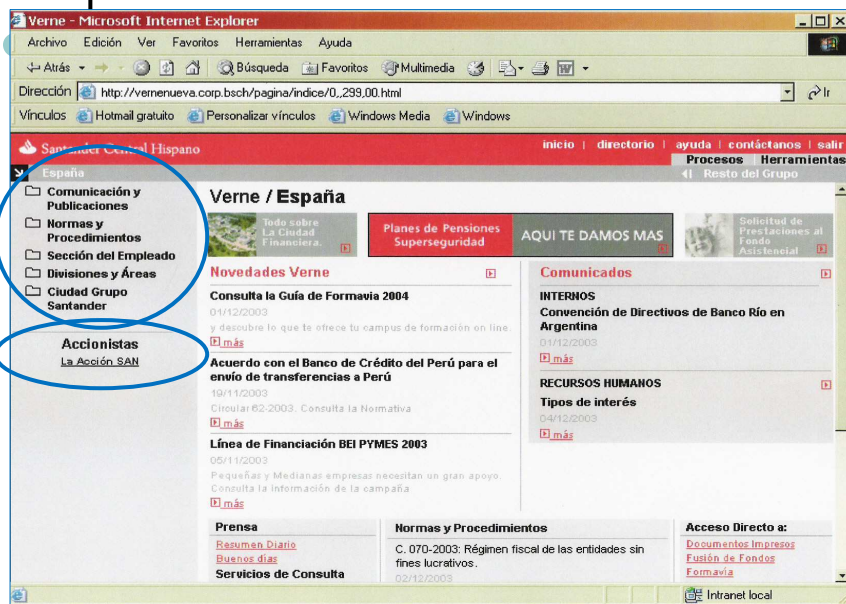 Verne - Microsoft Internet Explorer
Archivo Edición Ver Favoritos Herramientas Ayuda
Atrás Búsqueda Favoritos Multimedia
Dirección http://vernenueva.corp.bsch/pagina/indice/0,,299,00.html Ir
Vínculos Hotmail gratuito Personalizar vínculos Windows Media Windows
Santander Central Hispano
inicio | directorio | ayuda | contáctanos | salir
Procesos Herramientas
España
Resto del Grupo
Comunicación y
Publicaciones
Normas y
Procedimientos
Sección del Empleado
Divisiones y Áreas
Ciudad Grupo
Santander
Accionistas
La Acción SAN
Verne / España
Todo sobre
La Ciudad
Financiera.
Planes de Pensiones
Superseguridad
AQUI TE DAMOS MAS
Solicitud de
Prestaciones al
Fondo
Asistencial
Novedades Verne
Consulta la Guía de Formavia 2004
01/12/2003
y descubre lo que te ofrece tu campus de formación on line.
más
Acuerdo con el Banco de Crédito del Perú para el
envío de transferencias a Perú
19/11/2003
Circular 62-2003. Consulta la Normativa
más
Línea de Financiación BEI PYMES 2003
05/11/2003
Pequeñas y Medianas empresas necesitan un gran apoyo.
Consulta la información de la campaña
más
Comunicados
INTERNOS
Convención de Directivos de Banco Río en
Argentina
01/12/2003
más
RECURSOS HUMANOS
Tipos de interés
04/12/2003
más
Prensa
Resumen Diario
Buenos días
Servicios de Consulta
Normas y Procedimientos
C. 070-2003: Régimen fiscal de las entidades sin
fines lucrativos.
02/12/2003
Acceso Directo a:
Documentos Impresos
Fusión de Fondos
Formavía
Intranet local